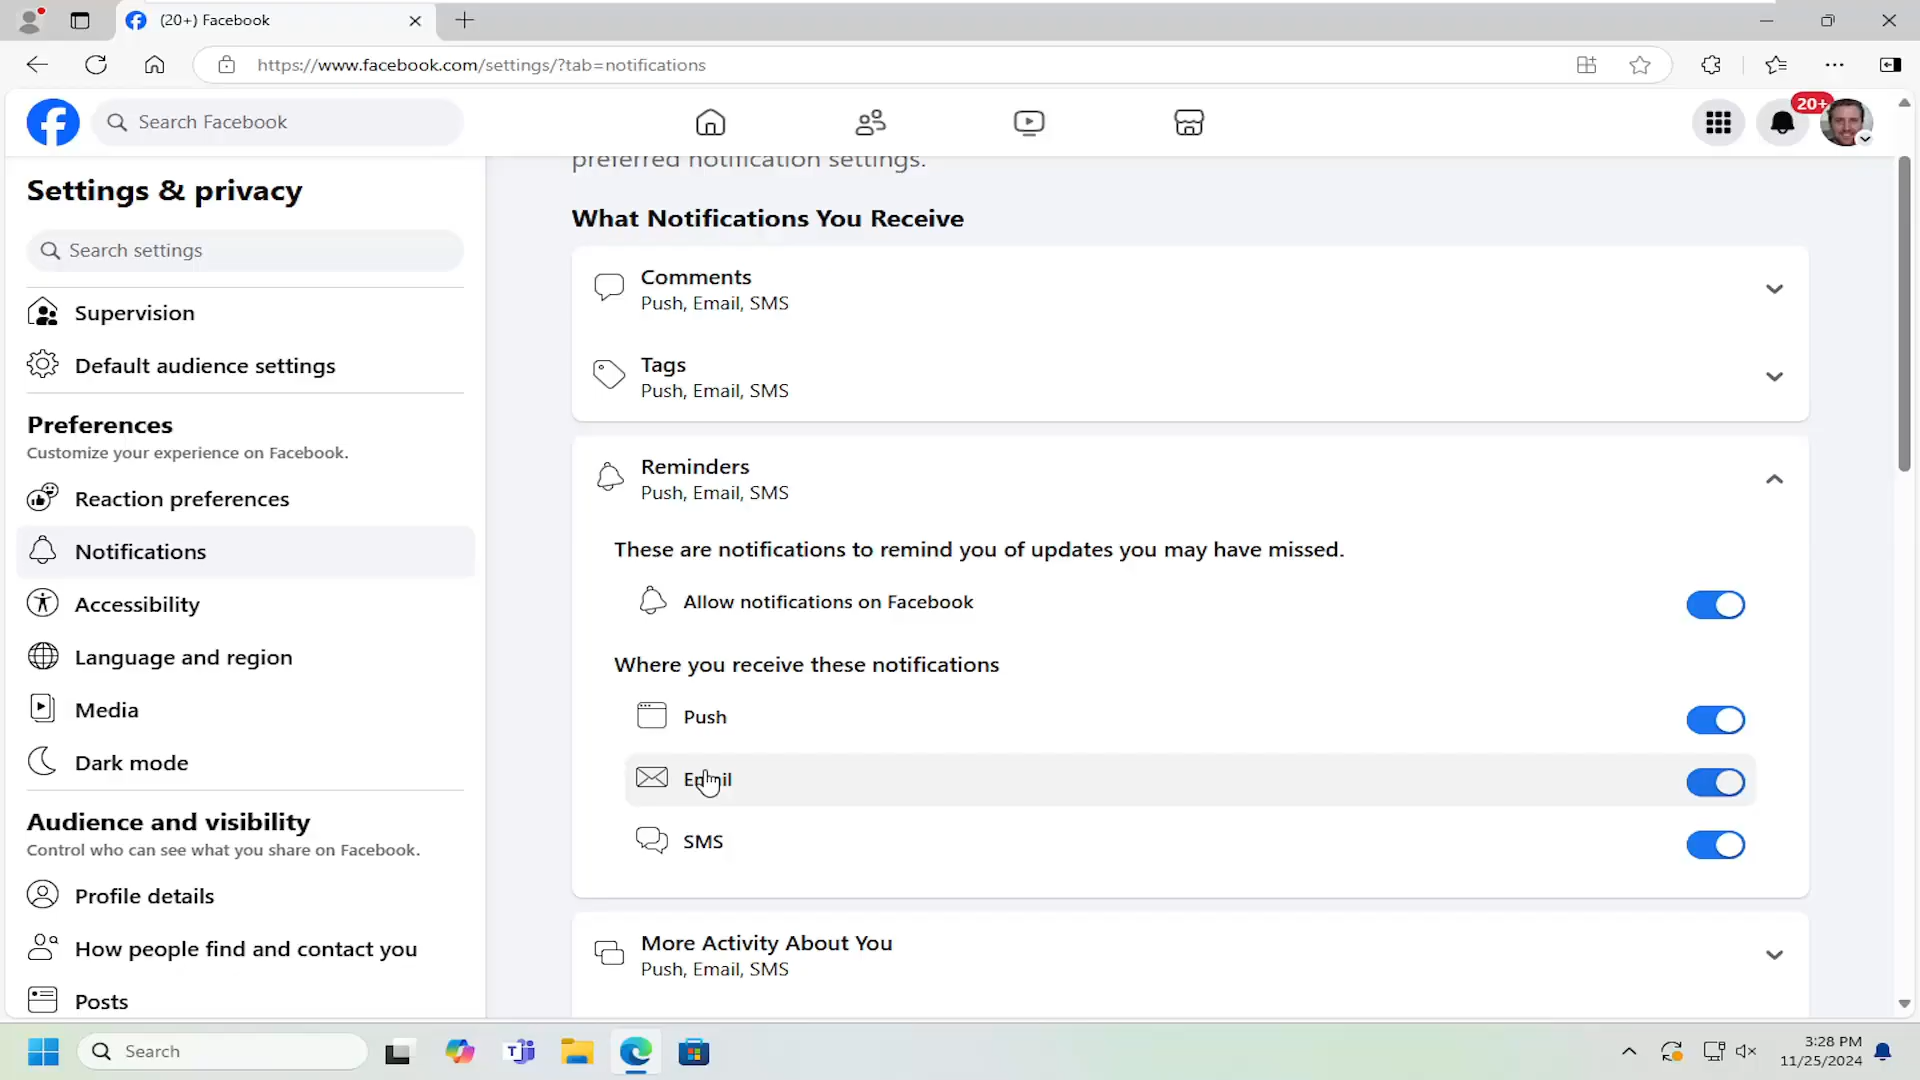 (20+) Facebook
https://www.facebook.com/settings/?tab=notifications
Search Facebook
20+
Settings & privacy
Search settings
Supervision
Default audience settings
Preferences
Customize your experience on Facebook.
Reaction preferences
Notifications
Accessibility
Language and region
Media
Dark mode
Audience and visibility
Control who can see what you share on Facebook.
Profile details
How people find and contact you
Posts
preferred notification settings.
What Notifications You Receive
Comments
Push, Email, SMS
Tags
Push, Email, SMS
Reminders
Push, Email, SMS
These are notifications to remind you of updates you may have missed.
Allow notifications on Facebook
Where you receive these notifications
Push
Email
SMS
More Activity About You
Push, Email, SMS
Search
3:28 PM
11/25/2024